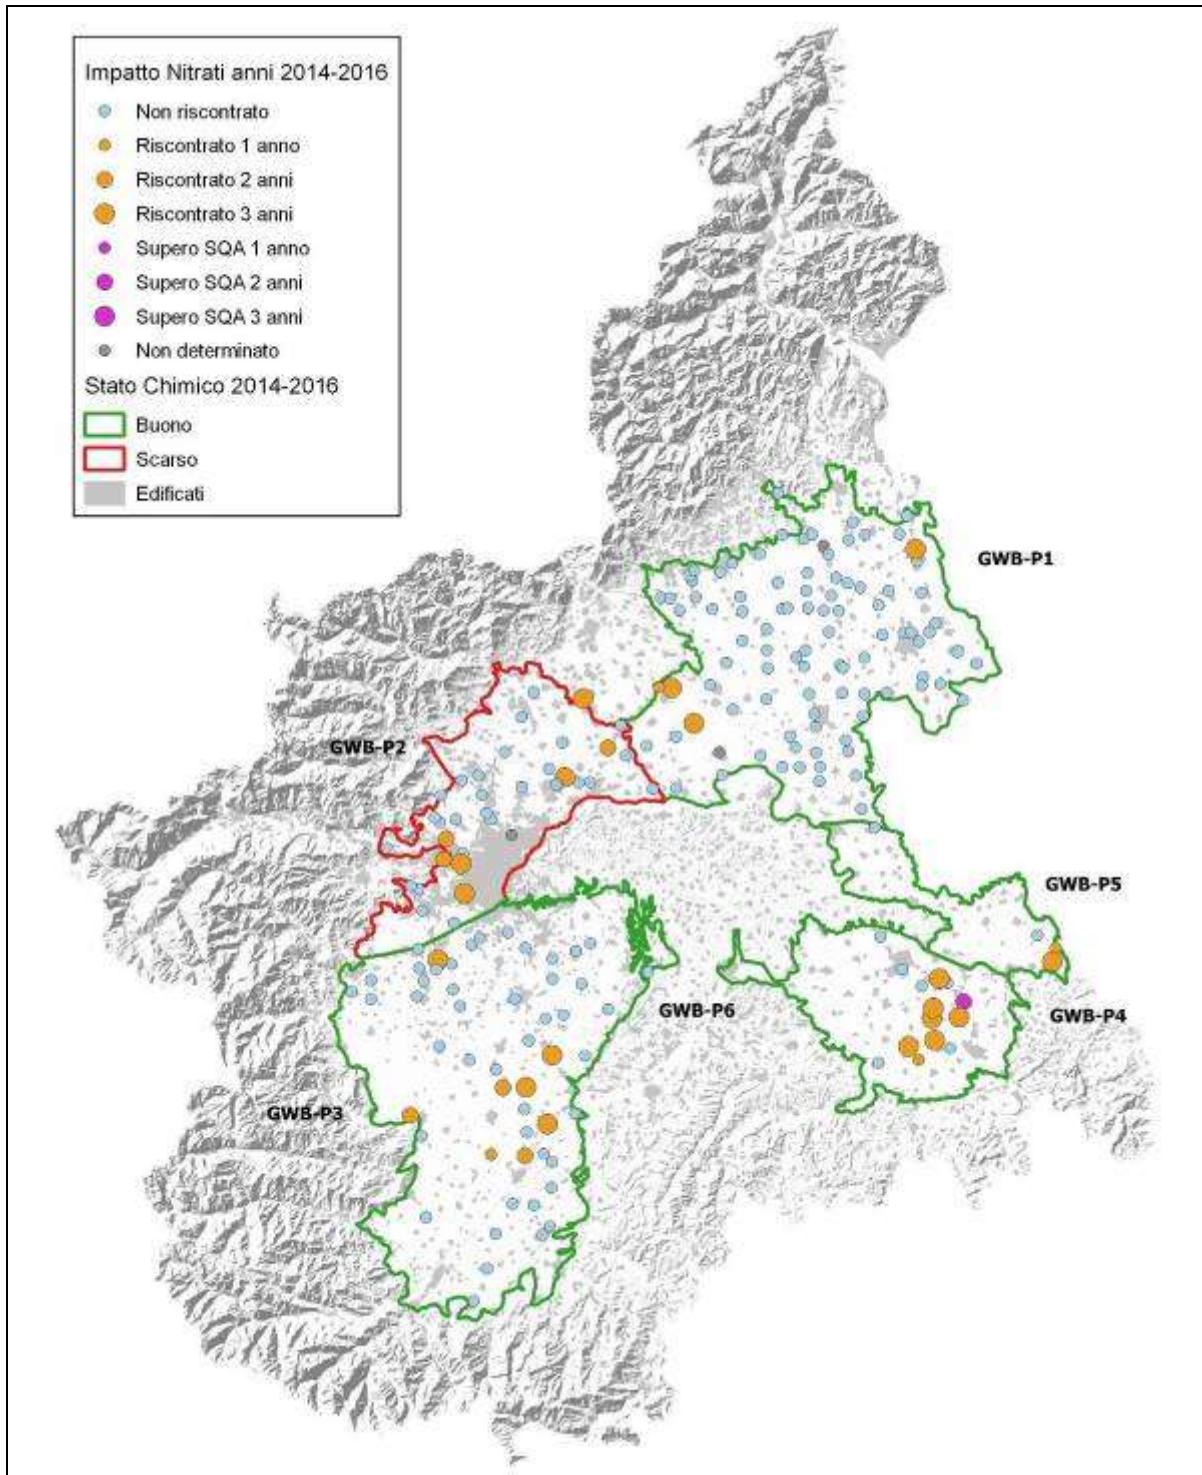 Impatto Nitrati anni 2014-2016
Non riscontrato
Riscontrato 1 anno
Riscontrato 2 anni
Riscontrato 3 anni
Supero SQA 1 anno
Supero SQA 2 anni
Supero SQA 3 anni
Non determinato
Stato Chimico 2014-2016
Buono
Scarso
Edificati
GWB-P1
GWB-P2
GWB-P5
GWB-P6
GWB-P4
GWB-P3